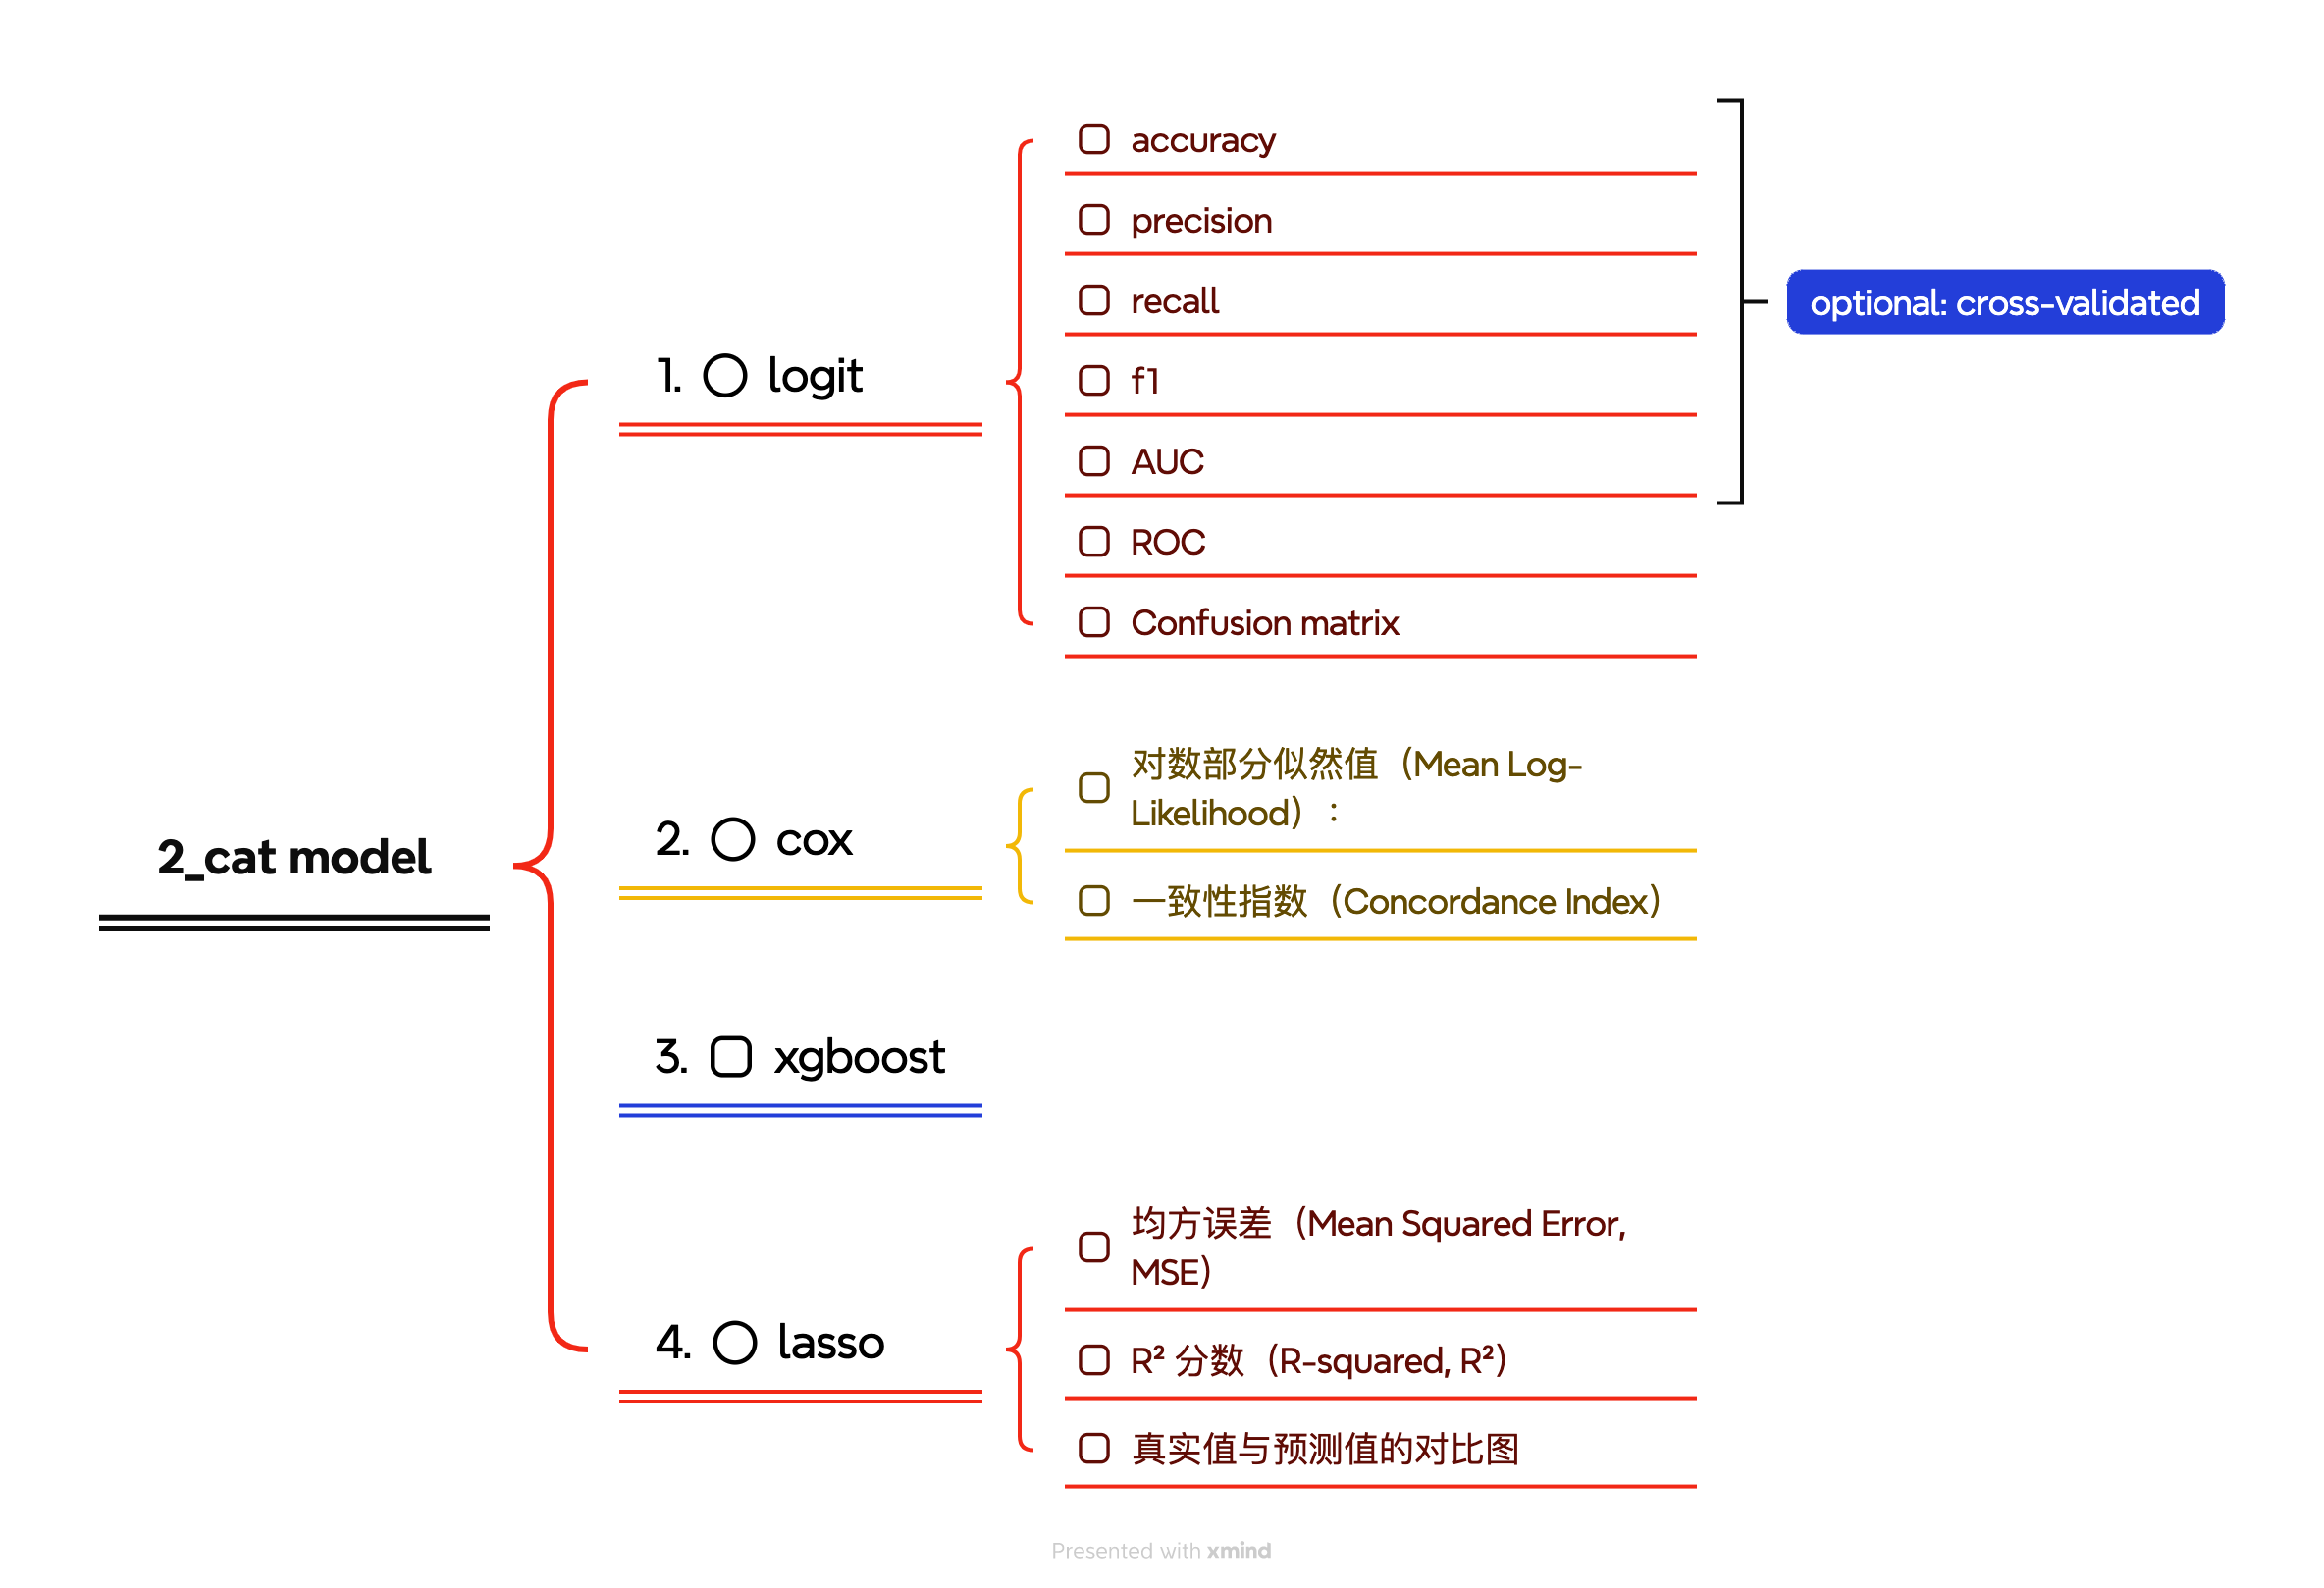 2_cat model
1. logit
accuracy
precision
recall
f1
AUC
ROC
Confusion matrix
optional: cross-validated
2. cox
对数部分似然值（Mean Log-
Likelihood）：
一致性指数（Concordance Index）
3. xgboost
4. lasso
均方误差（Mean Squared Error,
MSE）
R² 分数（R-squared, R²）
真实值与预测值的对比图
Presented with xmind